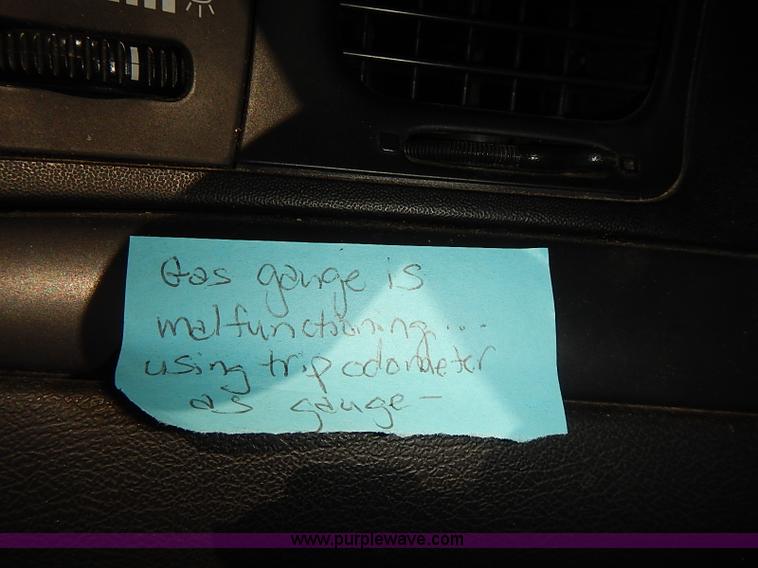 Gas gauge is
malfunctioning....
using trip odometer
as gauge-
www.purplewave.com